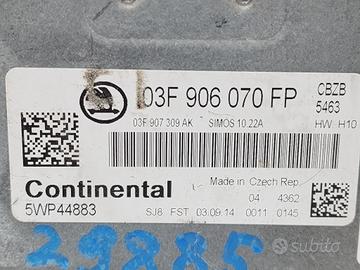 03F 906 070 FP
CBZB
5463
03F 907 309 AK SIMOS 10.22A
HW H10
Continental
Made in Czech Rep
5WP44883
04 4362
SJ8 FST 03.09.14 0011 0145
29885
subito